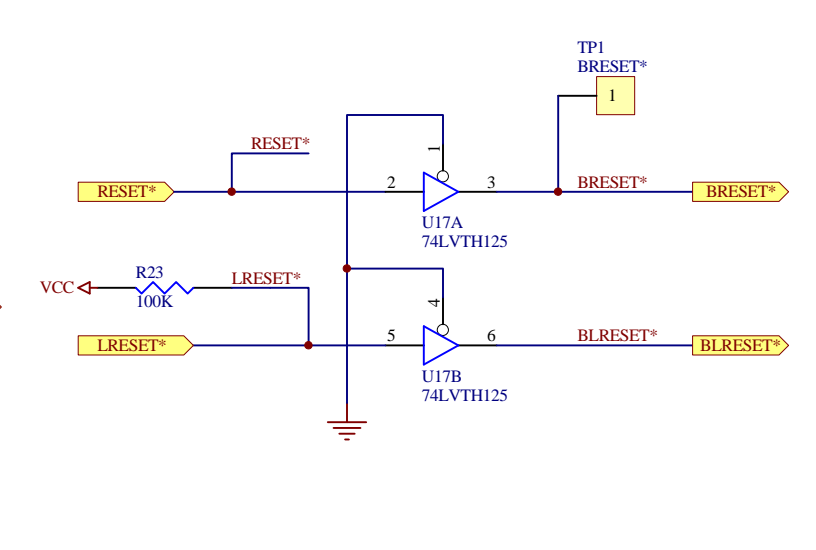 TP1
BRESET*
1
RESET*
1
RESET*
2
3
BRESET*
BRESET*
U17A
74LVTH125
R23
LRESET*
VCC
100K
4
LRESET*
5
6
BLRESET*
BLRESET*
U17B
74LVTH125